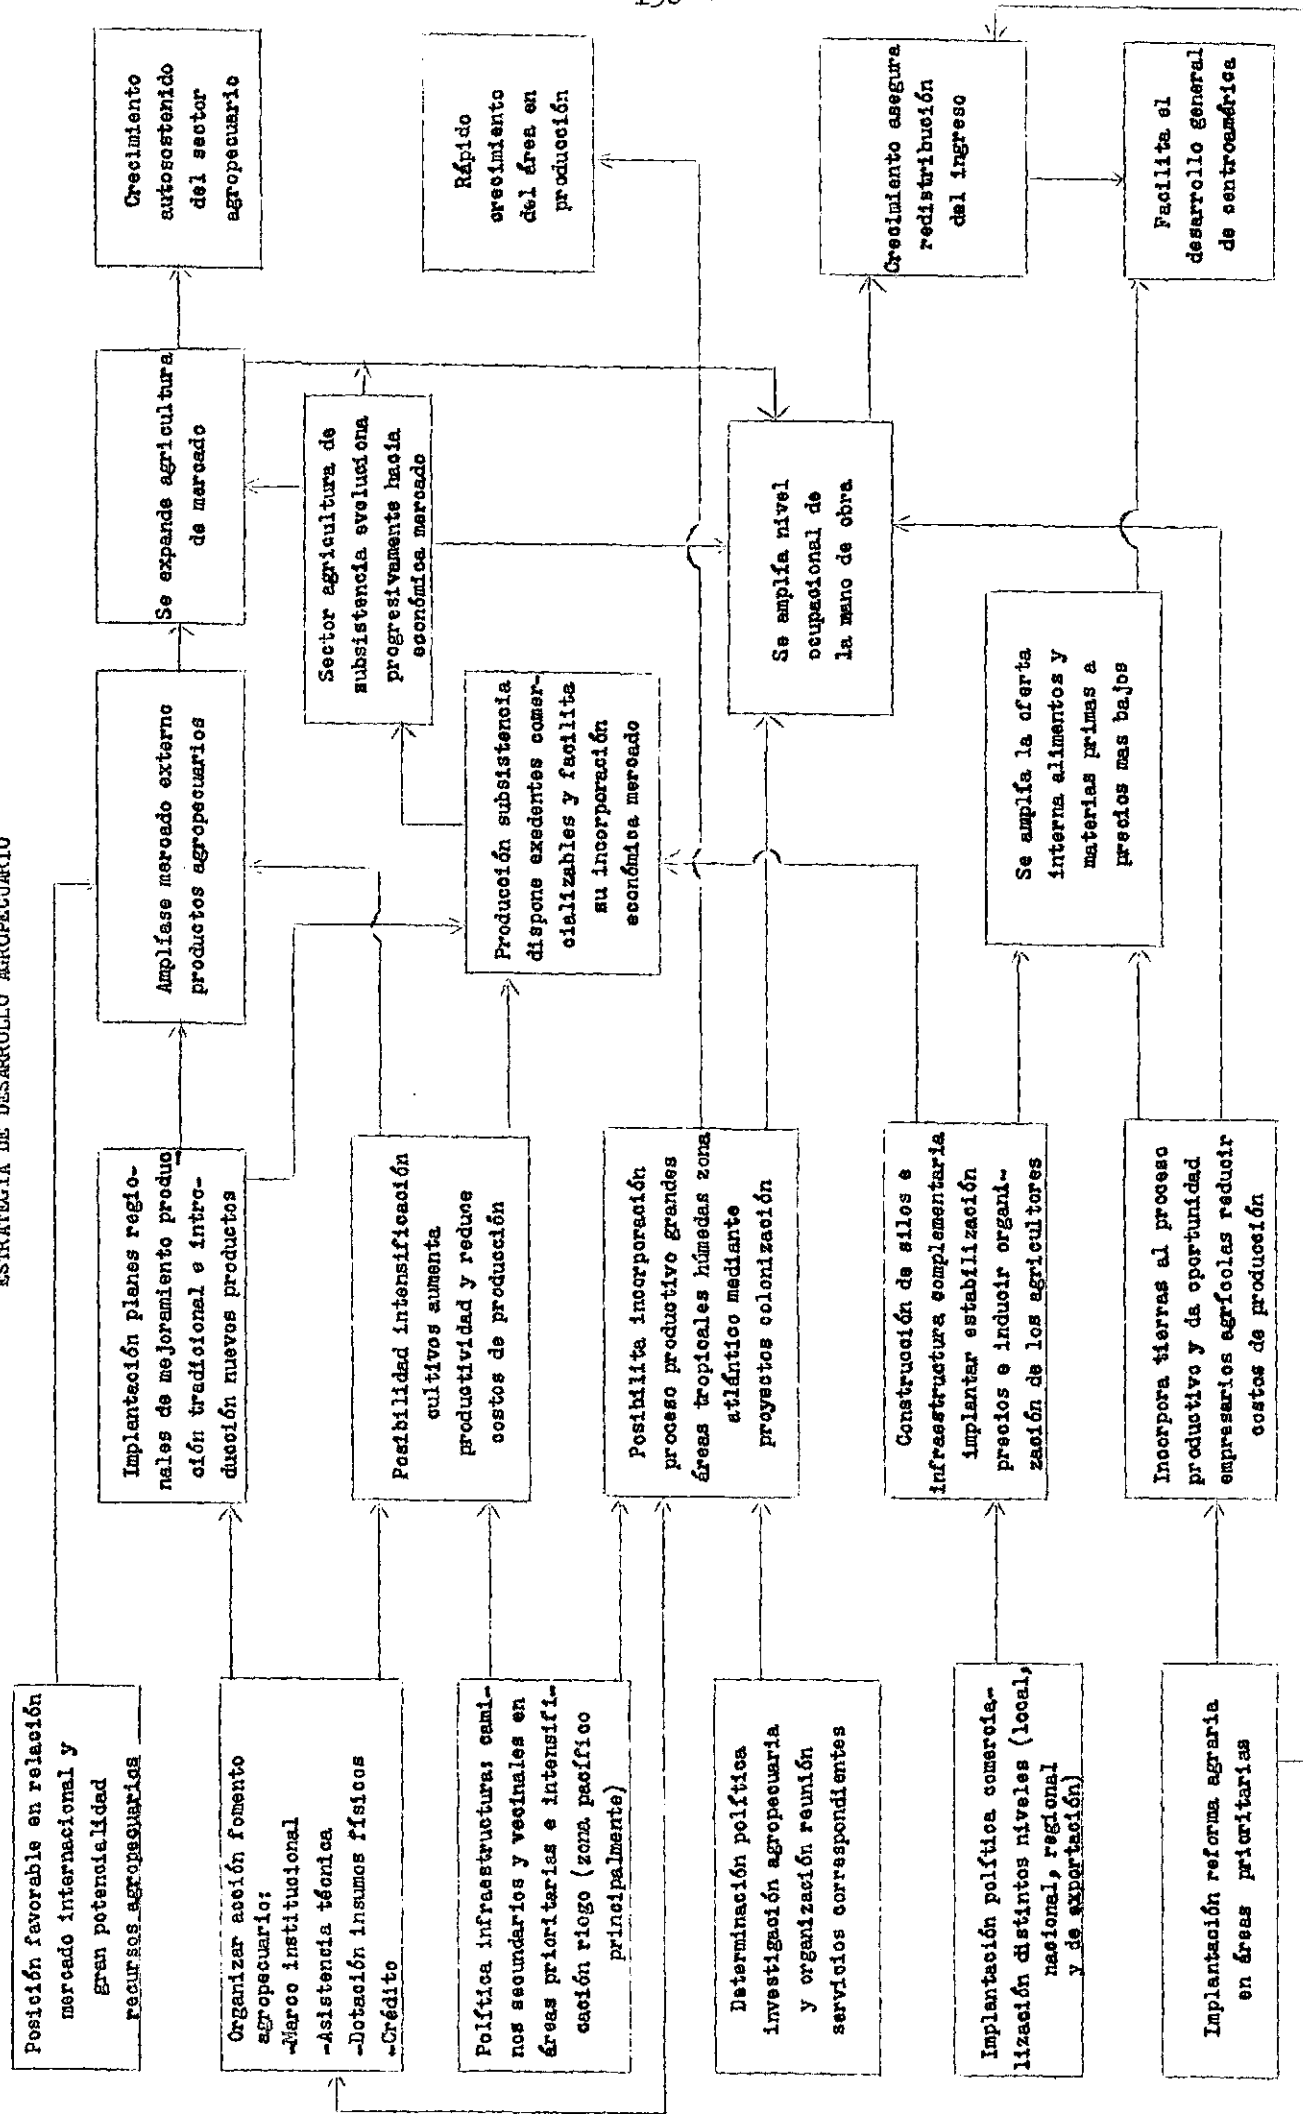 ESTRATEGIA DE DESARROLLO AGROPECUARIO
Posición favorable en relación
mercado internacional y
gran potencialidad
recursos agropecuarios
Organizar acción fomento
agropecuario:
-Marco institucional
-Asistencia técnica
-Dotación insumos físicos
-Crédito
Política infraestructura: cami-
nos secundarios y vecinales en
áreas prioritarias e intensifi-
cación riogo (zona pacífico
principalmente)
Determinación política
investigación agropecuaria
y organización reunión
servicios correspondientes
Implantación política comercia-
lización distintos niveles (local,
nacional, regional
y de exportación)
Implantación reforma agraria
en áreas prioritarias
Implantación planes regio-
nales de mejoramiento produc
ción tradicional e intro-
ducción nuevos productos
Posibilidad intensificación
cultivos aumenta
productividad y reduce
costos de producción
Posibilita incorporación
proceso productivo grandes
áreas tropicales húmedas zona
atlántico mediante
proyectos colonización
Construcción de silos e
infraestructura complementaria
implantar estabilización
precios e inducir organi-
zación de los agricultores
Incorpora tierras al proceso
productivo y da oportunidad
empresarios agrícolas reducir
costos de producción
Amplíase mercado externo
productos agropecuarios
Producción subsistencia
dispone exedentes comer-
cializables y facilita
su incorporación
económica mercado
Se amplía la oferta
interna alimentos y
materias primas a
precios mas bajos
Se expande agricultura
de mercado
Sector agricultura de
subsistencia evoluciona
progresivamente hacia
económica mercado
Se amplía nivel
ocupacional de
la mano de obra
Crecimiento
autosostenido
del sector
agropecuario
Rápido
crecimiento
del área en
producción
Crecimiento asegura
redistribución
del ingreso
Facilita el
desarrollo general
de centroamérica